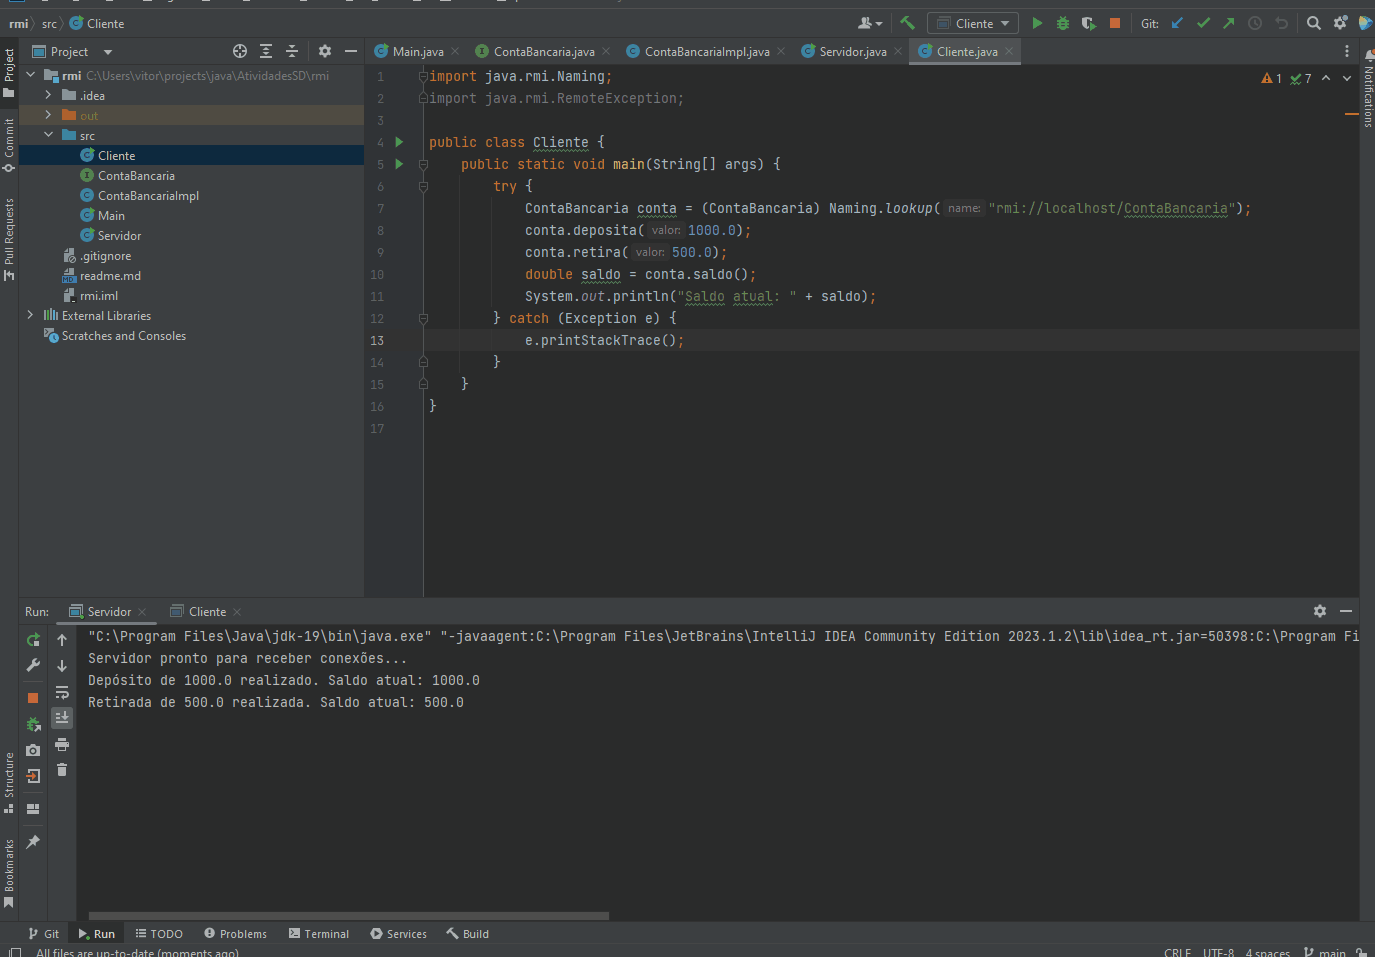 rmi src Cliente
Cliente
Git:
Project
Main.java ContaBancaria.java ContaBancariaImpl.java Servidor.java Cliente.java
rmi C:\Users\vitor\projects\java\AtividadesSD\rmi
.idea
out
src
Cliente
ContaBancaria
ContaBancariaImpl
Main
Servidor
.gitignore
readme.md
rmi.iml
External Libraries
Scratches and Consoles
1 import java.rmi.Naming;
2 import java.rmi.RemoteException;
3
4 public class Cliente {
5 public static void main(String[] args) {
6 try {
7 ContaBancaria conta = (ContaBancaria) Naming.lookup( name: "rmi://localhost/ContaBancaria");
8 conta.deposita( valor: 1000.0);
9 conta.retira( valor: 500.0);
10 double saldo = conta.saldo();
11 System.out.println("Saldo atual: " + saldo);
12 } catch (Exception e) {
13 e.printStackTrace();
14 }
15 }
16 }
17
1 7
Project
Commit
Pull Requests
Structure
Bookmarks
Notifications
Run: Servidor Cliente
"C:\Program Files\Java\jdk-19\bin\java.exe" "-javaagent:C:\Program Files\JetBrains\IntelliJ IDEA Community Edition 2023.1.2\lib\idea_rt.jar=50398:C:\Program Fi
Servidor pronto para receber conexões...
Depósito de 1000.0 realizado. Saldo atual: 1000.0
Retirada de 500.0 realizada. Saldo atual: 500.0
Git Run TODO Problems Terminal Services Build
All files are up-to-date (moments ago)
CRLF UTF-8 4 spaces main